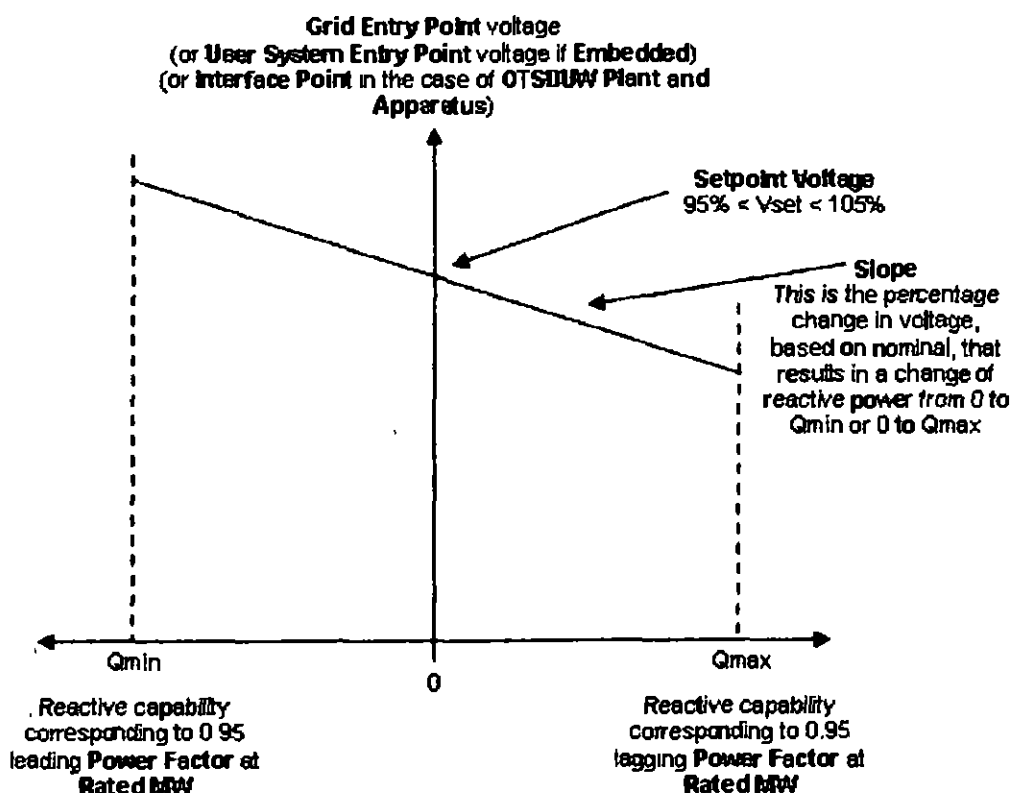 Grid Entry Point voltage
(or User System Entry Point voltage if Embedded)
(or Interface Point in the case of OTSDUW Plant and
Apparatus)
Setpoint Voltage
95% < Vset < 105%
Slope
This is the percentage
change in voltage,
based on nominal, that
results in a change of
reactive power from 0 to
Qmin or 0 to Qmax
Qmin
0
Qmax
Reactive capability
corresponding to 0 95
leading Power Factor at
Rated MW
Reactive capability
corresponding to 0.95
lagging Power Factor at
Rated MW